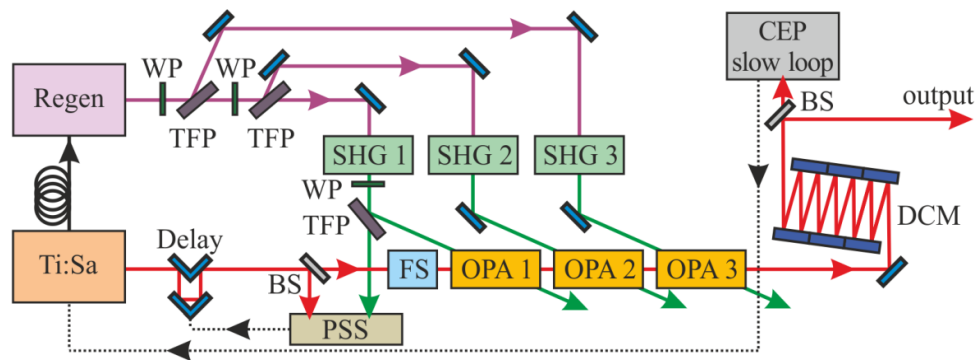 CEP
slow loop
WP
WP
Regen
BS
output
TFP
TFP
SHG 1
SHG 2
SHG 3
WP
TFP
DCM
Delay
Ti:Sa
BS
FS
OPA 1
OPA 2
OPA 3
PSS